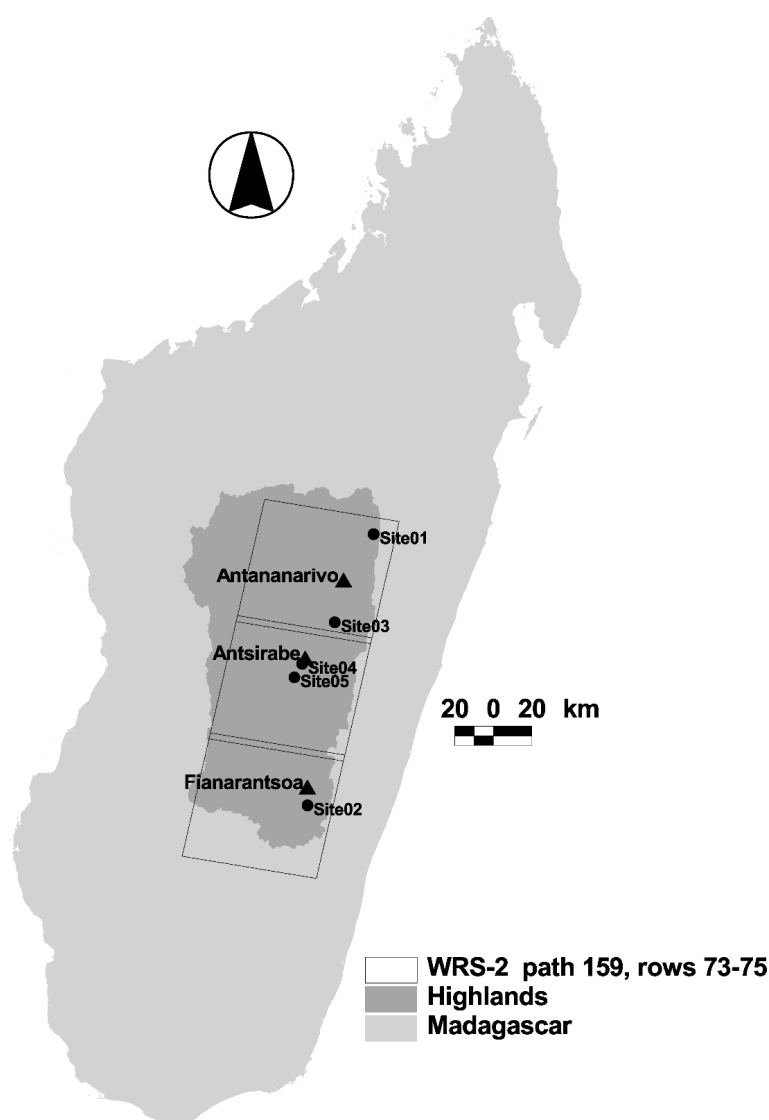 Site01
Antananarivo
Site03
Antsirabe
Site04
Site05
20 0 20 km
Fianarantsoa
Site02
WRS-2 path 159, rows 73-75
Highlands
Madagascar